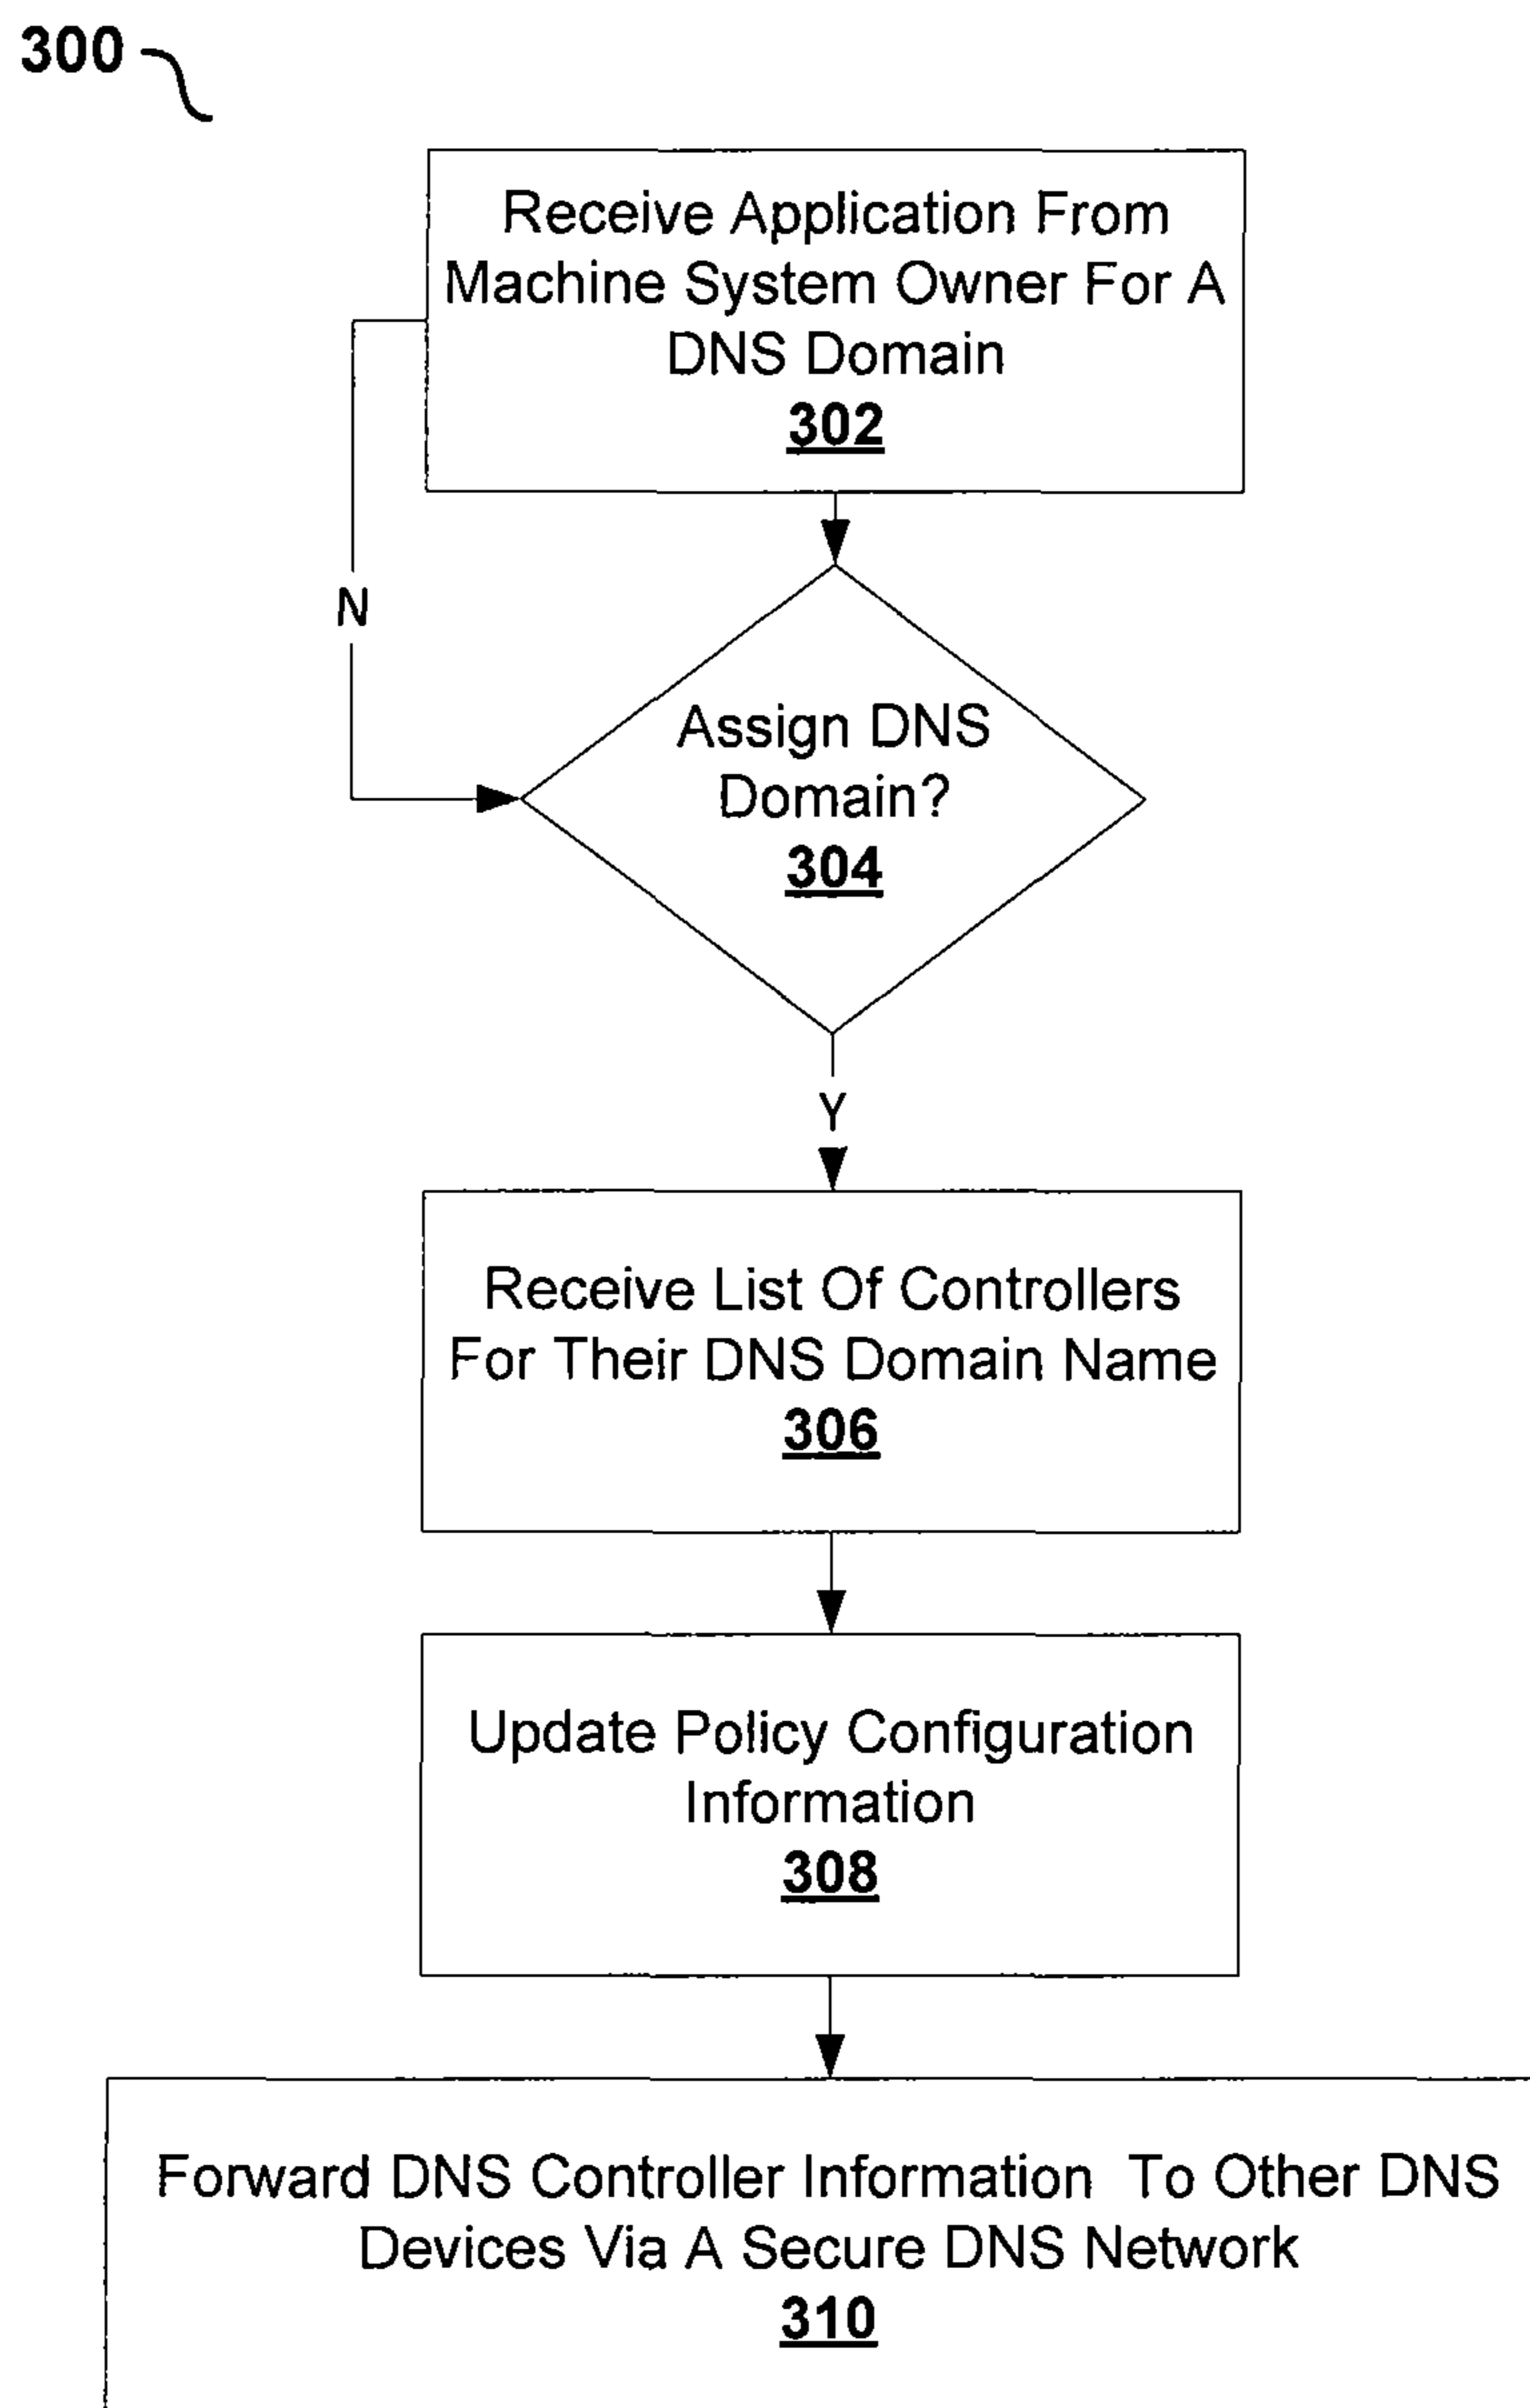 300
Receive Application From
Machine System Owner For A
DNS Domain
302
N
Assign DNS
Domain?
304
Y
Receive List Of Controllers
For Their DNS Domain Name
306
Update Policy Configuration
Information
308
Forward DNS Controller Information To Other DNS
Devices Via A Secure DNS Network
310